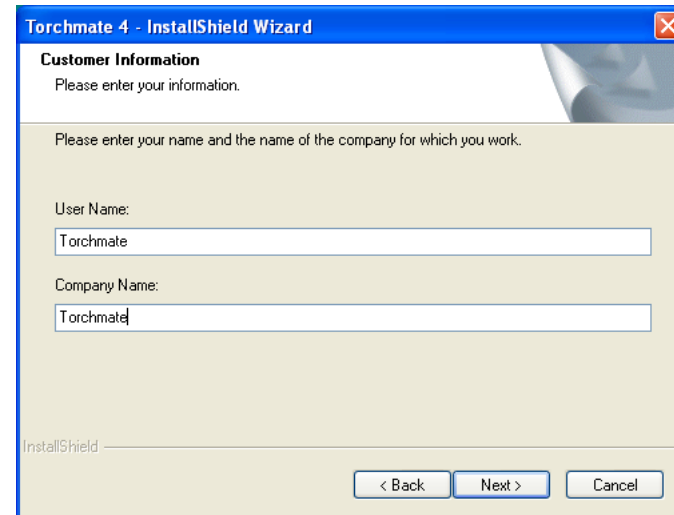 Torchmate 4 - InstallShield Wizard
Customer Information
Please enter your information.
Please enter your name and the name of the company for which you work.
User Name:
Torchmate
Company Name:
Torchmate
InstallShield
< Back Next > Cancel